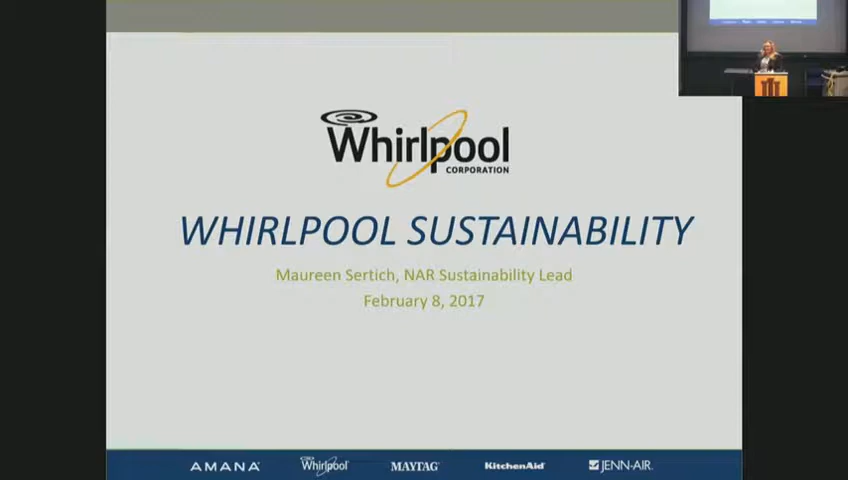 Whirlpool
CORPORATION
WHIRLPOOL SUSTAINABILITY
Maureen Sertich, NAR Sustainability Lead
February 8, 2017
AMANA Whirlpool MAYTAG KitchenAid JENN-AIR